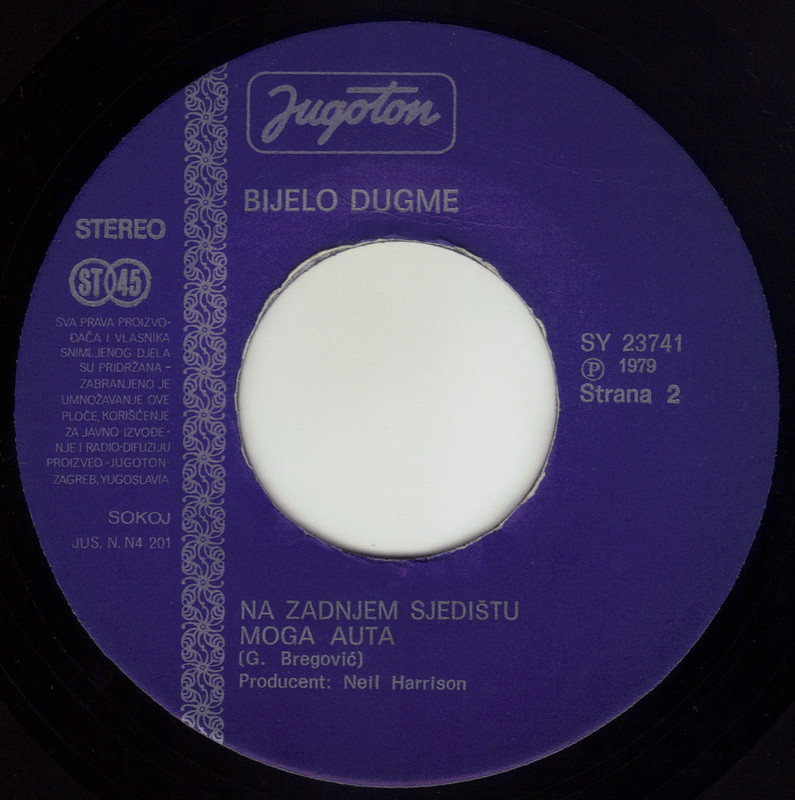 Jugoton
BIJELO DUGME
STEREO
ST 45
SVA PRAVA PROIZVO-
ĐAČA I VLASNIKA
SNIMLJENOG DJELA
SU PRIDRŽANA –
ZABRANJENO JE
UMNOŽAVANJE OVE
PLOČE, KORIŠĆENJE
ZA JAVNO IZVOĐE-
NJE I RADIO-DIFUZIJU
PROIZVEO - JUGOTON-
ZAGREB, YUGOSLAVIA
SOKOJ
JUS. N. N4 201
SY 23741
Ⓟ 1979
Strana 2
NA ZADNJEM SJEDIŠTU
MOGA AUTA
(G. Bregović)
Producent: Neil Harrison